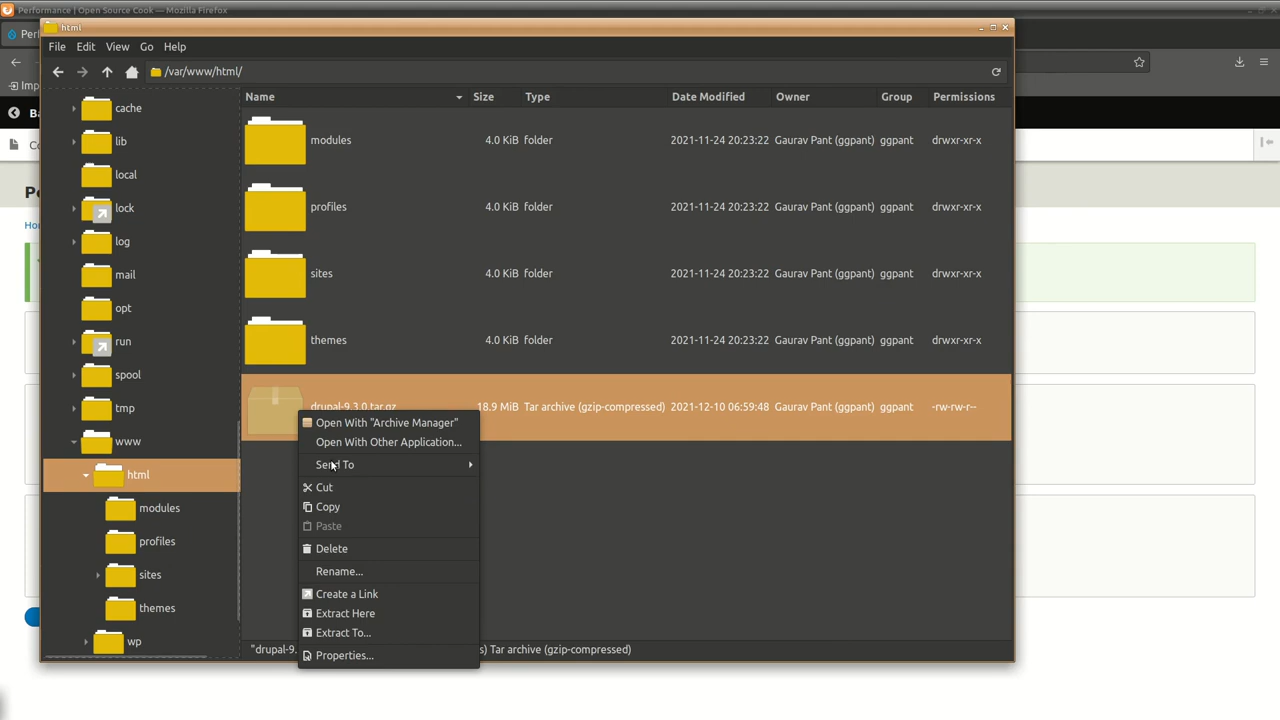 Performance | Open Source Cook — Mozilla Firefox
html
File Edit View Go Help
/var/www/html/
Name Size Type Date Modified Owner Group Permissions
cache
lib
local
lock
log
mail
opt
run
spool
tmp
www
html
modules
profiles
sites
themes
wp
modules 4.0 KiB folder 2021-11-24 20:23:22 Gaurav Pant (ggpant) ggpant drwxr-xr-x
profiles 4.0 KiB folder 2021-11-24 20:23:22 Gaurav Pant (ggpant) ggpant drwxr-xr-x
sites 4.0 KiB folder 2021-11-24 20:23:22 Gaurav Pant (ggpant) ggpant drwxr-xr-x
themes 4.0 KiB folder 2021-11-24 20:23:22 Gaurav Pant (ggpant) ggpant drwxr-xr-x
drupal-9.3.0.tar.gz 18.9 MiB Tar archive (gzip-compressed) 2021-12-10 06:59:48 Gaurav Pant (ggpant) ggpant -rw-rw-r--
Open With "Archive Manager"
Open With Other Application...
Send To
Cut
Copy
Paste
Delete
Rename...
Create a Link
Extract Here
Extract To...
Properties...
"drupal-9. s) Tar archive (gzip-compressed)